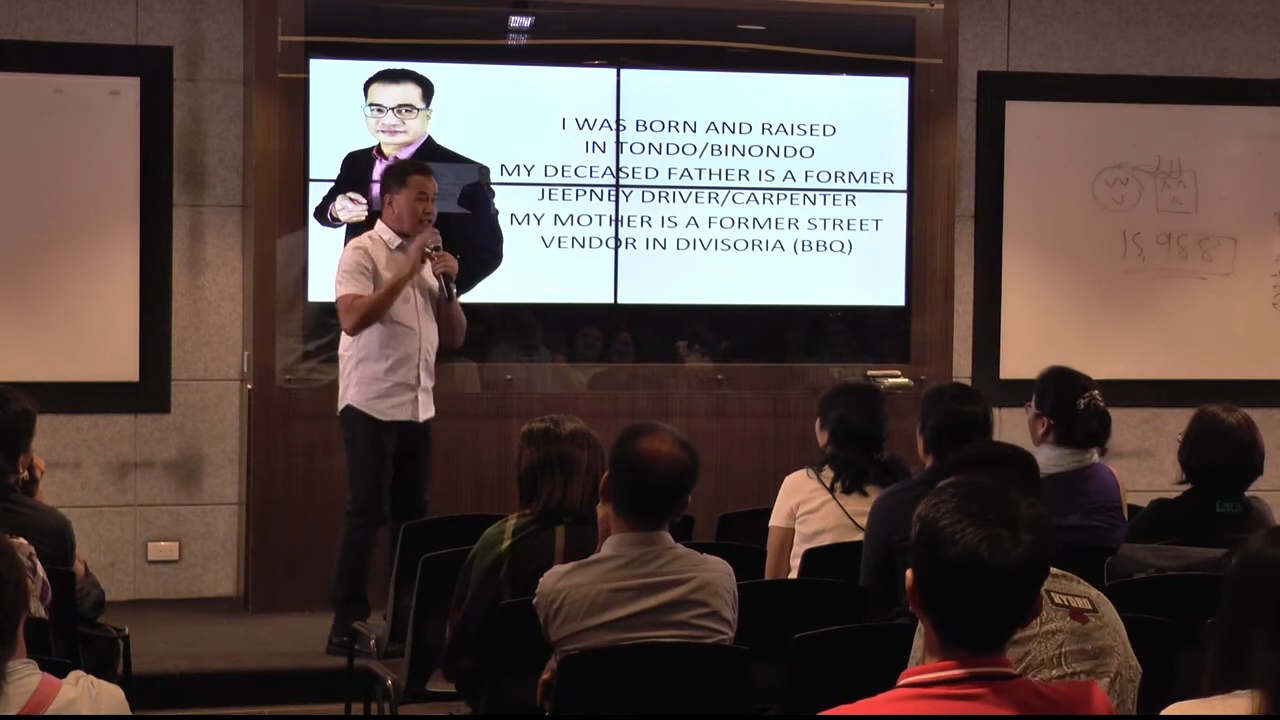 I WAS BORN AND RAISED
IN TONDO/BINONDO
MY DECEASED FATHER IS A FORMER
JEEPNEY DRIVER/CARPENTER
MY MOTHER IS A FORMER STREET
VENDOR IN DIVISORIA (BBQ)
15,988